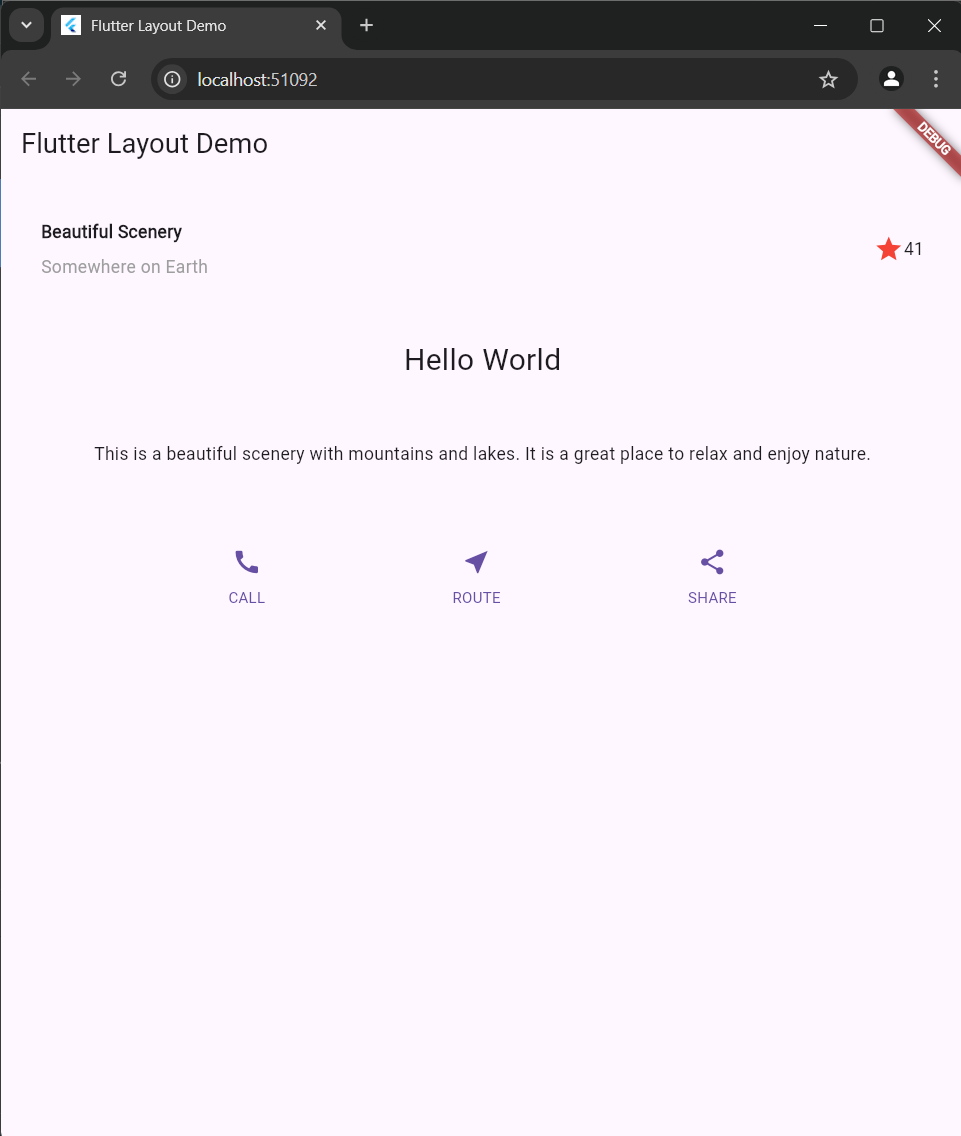 Flutter Layout Demo
localhost:51092
Flutter Layout Demo
DEBUG
Beautiful Scenery
Somewhere on Earth
41
Hello World
This is a beautiful scenery with mountains and lakes. It is a great place to relax and enjoy nature.
CALL
ROUTE
SHARE